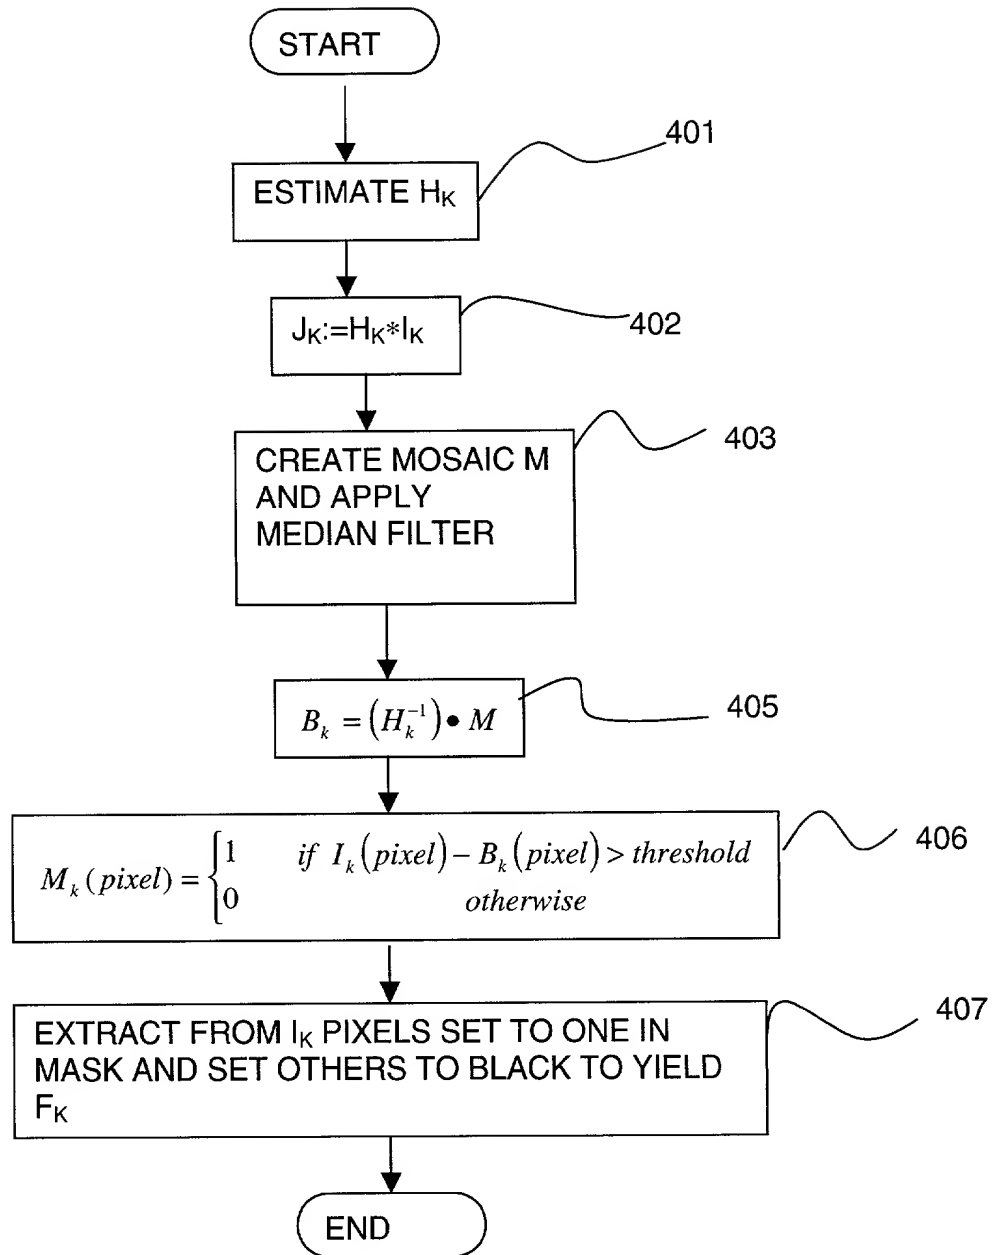 START
401
ESTIMATE H_K
J_K:=H_K*I_K
402
CREATE MOSAIC M
AND APPLY
MEDIAN FILTER
403
B_k = (H_k^{-1}) • M
405
M_k(pixel) = {1 if I_k(pixel) – B_k(pixel) > threshold
0 otherwise
406
EXTRACT FROM I_K PIXELS SET TO ONE IN
MASK AND SET OTHERS TO BLACK TO YIELD
F_K
407
END